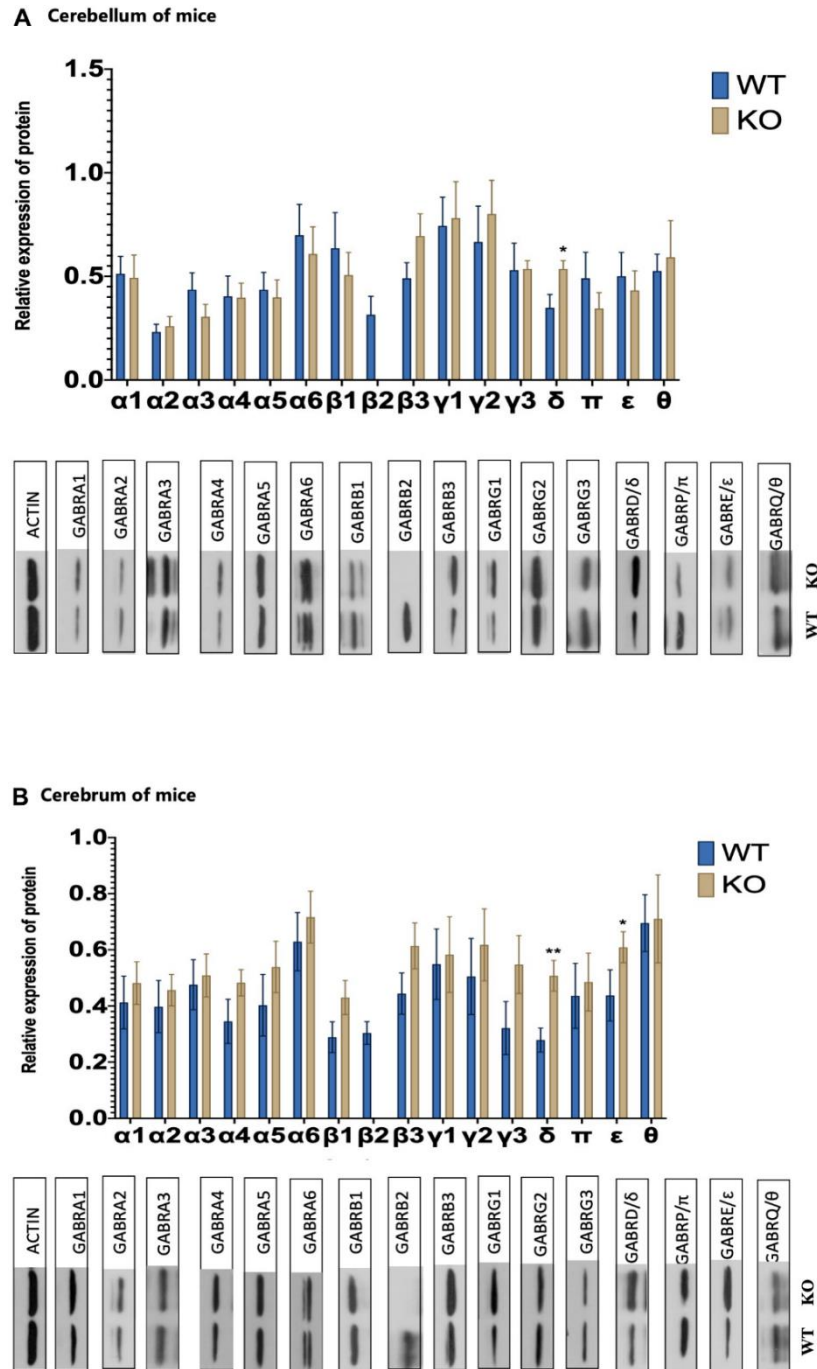 A Cerebellum of mice
1.5
1.0
0.5
0.0
Relative expression of protein
WT
KO
*
α1 α2 α3 α4 α5 α6 β1 β2 β3 γ1 γ2 γ3 δ π ε θ
ACTIN
GABRA1
GABRA2
GABRA3
GABRA4
GABRA5
GABRA6
GABRB1
GABRB2
GABRB3
GABRG1
GABRG2
GABRG3
GABRD/δ
GABRP/π
GABRE/ε
GABRQ/θ
KO
WT
B Cerebrum of mice
1.0
0.8
0.6
0.4
0.2
0.0
Relative expression of protein
WT
KO
**
*
α1 α2 α3 α4 α5 α6 β1 β2 β3 γ1 γ2 γ3 δ π ε θ
ACTIN
GABRA1
GABRA2
GABRA3
GABRA4
GABRA5
GABRA6
GABRB1
GABRB2
GABRB3
GABRG1
GABRG2
GABRG3
GABRD/δ
GABRP/π
GABRE/ε
GABRQ/θ
KO
WT